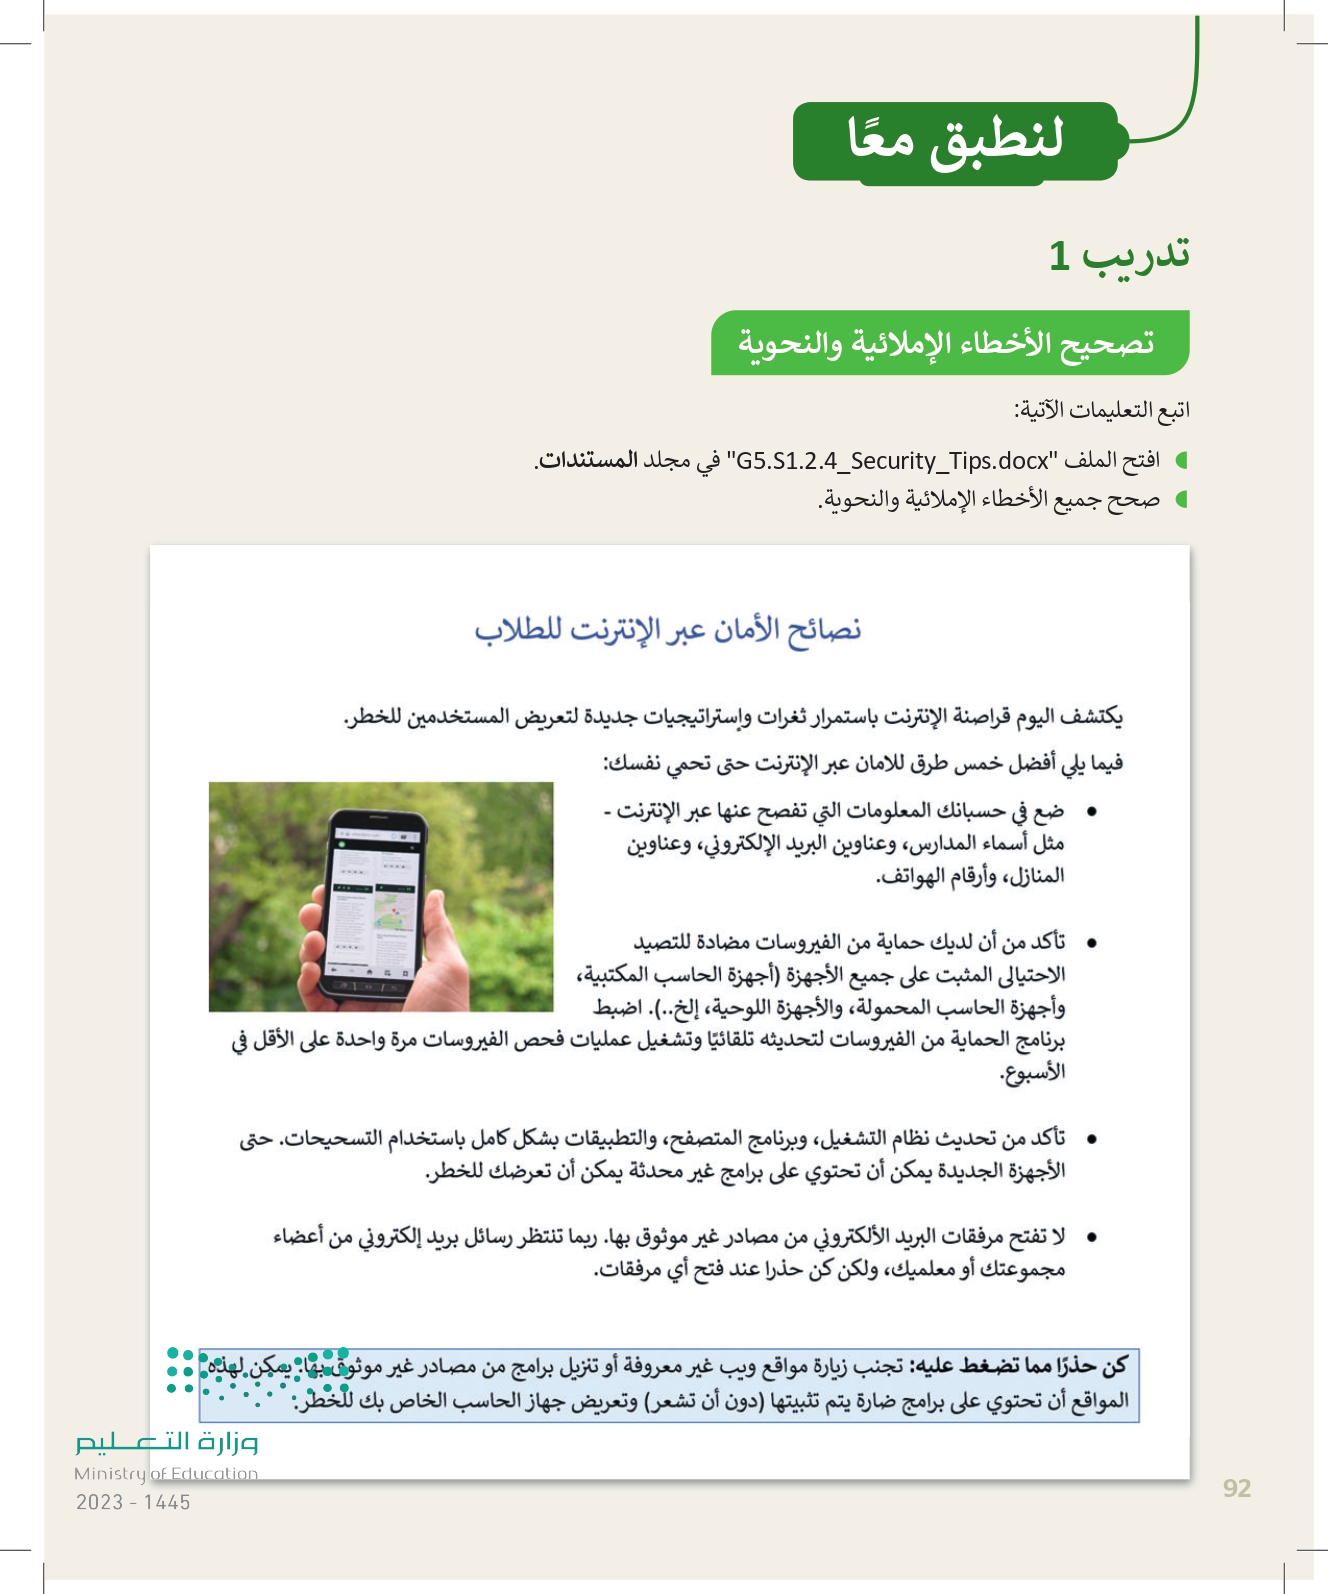 لنطبق معًا
تدريب 1
تصحيح الأخطاء الإملائية والنحوية
اتبع التعليمات الآتية:
افتح الملف "G5.S1.2.4_Security_Tips.docx" في مجلد المستندات.
صحح جميع الأخطاء الإملائية والنحوية.
نصائح الأمان عبر الإنترنت للطلاب
يكتشف اليوم قراصنة الإنترنت باستمرار ثغرات وإستراتيجيات جديدة لتعريض المستخدمين للخطر.
فيما يلي أفضل خمس طرق للامان عبر الإنترنت حتى تحمي نفسك:
• ضع في حسبانك المعلومات التي تفصح عنها عبر الإنترنت -
مثل أسماء المدارس، وعناوين البريد الإلكتروني، وعناوين
المنازل، وأرقام الهواتف.
• تأكد من أن لديك حماية من الفيروسات مضادة للتصيد
الاحتيالى المثبت على جميع الأجهزة (أجهزة الحاسب المكتبية،
وأجهزة الحاسب المحمولة، والأجهزة اللوحية، إلخ..). اضبط
برنامج الحماية من الفيروسات لتحديثه تلقائيًا وتشغيل عمليات فحص الفيروسات مرة واحدة على الأقل في
الأسبوع.
• تأكد من تحديث نظام التشغيل، وبرنامج المتصفح، والتطبيقات بشكل كامل باستخدام التسحيحات. حتى
الأجهزة الجديدة يمكن أن تحتوي على برامج غير محدثة يمكن أن تعرضك للخطر.
• لا تفتح مرفقات البريد الألكتروني من مصادر غير موثوق بها. ربما تنتظر رسائل بريد إلكتروني من أعضاء
مجموعتك أو معلميك، ولكن كن حذرا عند فتح أي مرفقات.
كن حذرًا مما تضغط عليه: تجنب زيارة مواقع ويب غير معروفة أو تنزيل برامج من مصادر غير موثوق بها. يمكن لهذه
المواقع أن تحتوي على برامج ضارة يتم تثبيتها (دون أن تشعر) وتعريض جهاز الحاسب الخاص بك للخطر.
وزارة التعليم
Ministry of Education
2023 - 1445
92